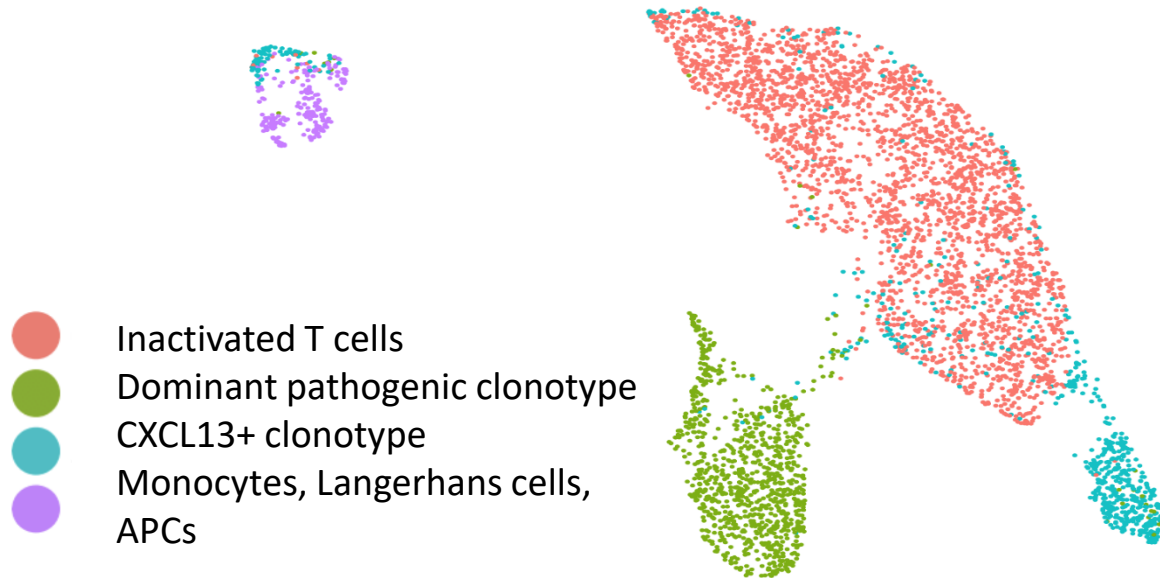 Inactivated T cells
Dominant pathogenic clonotype
CXCL13+ clonotype
Monocytes, Langerhans cells,
APCs